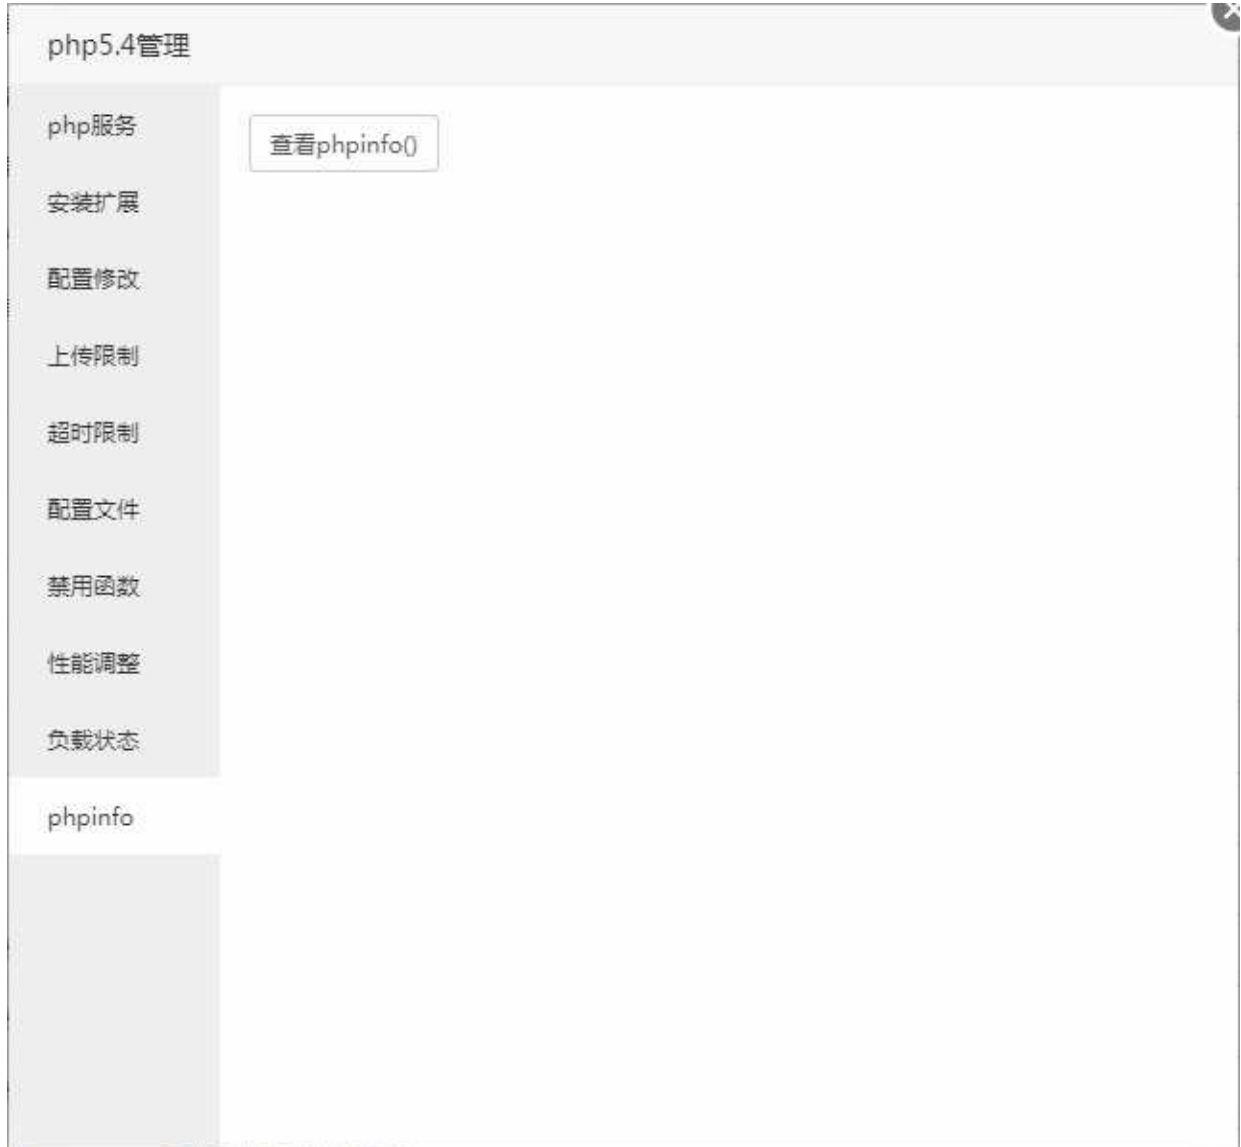 php5.4管理
php服务
查看phpinfo()
安装扩展
配置修改
上传限制
超时限制
配置文件
禁用函数
性能调整
负载状态
phpinfo